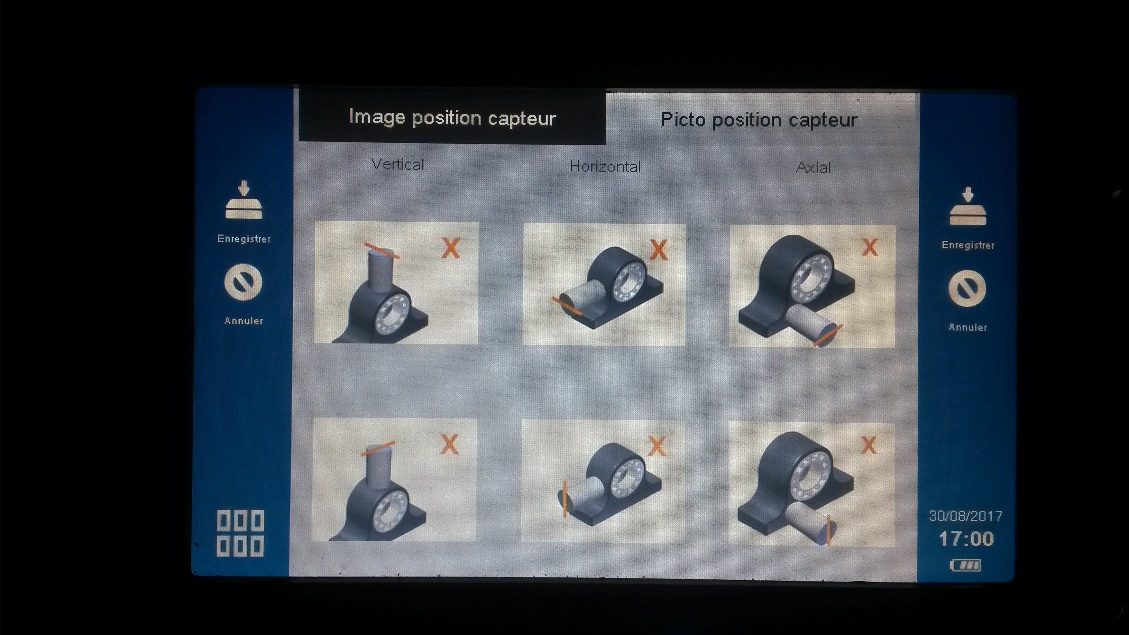 Image position capteur
Picto position capteur
Vertical
Horizontal
Axial
Enregistrer
Annuler
X
X
X
X
X
X
Enregistrer
Annuler
30/08/2017
17:00